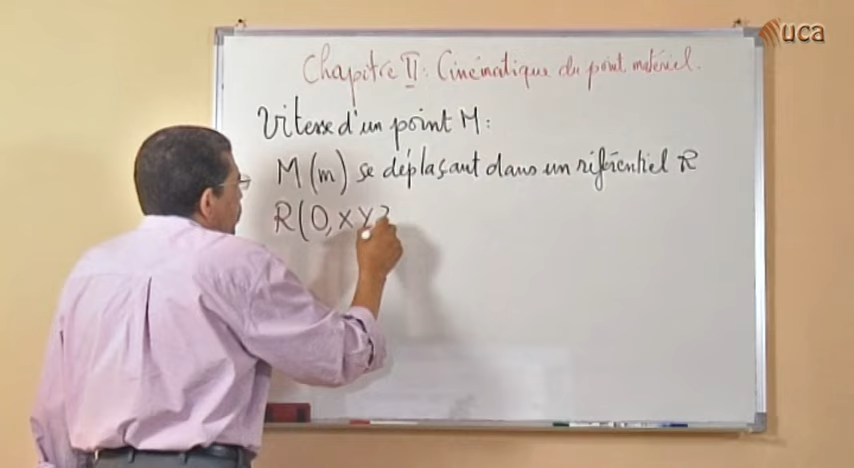 uca
Chapitre II: Cinématique du point matériel.
Vitesse d'un point M:
M(m) se déplaçant dans un référentiel R
R(O,XY